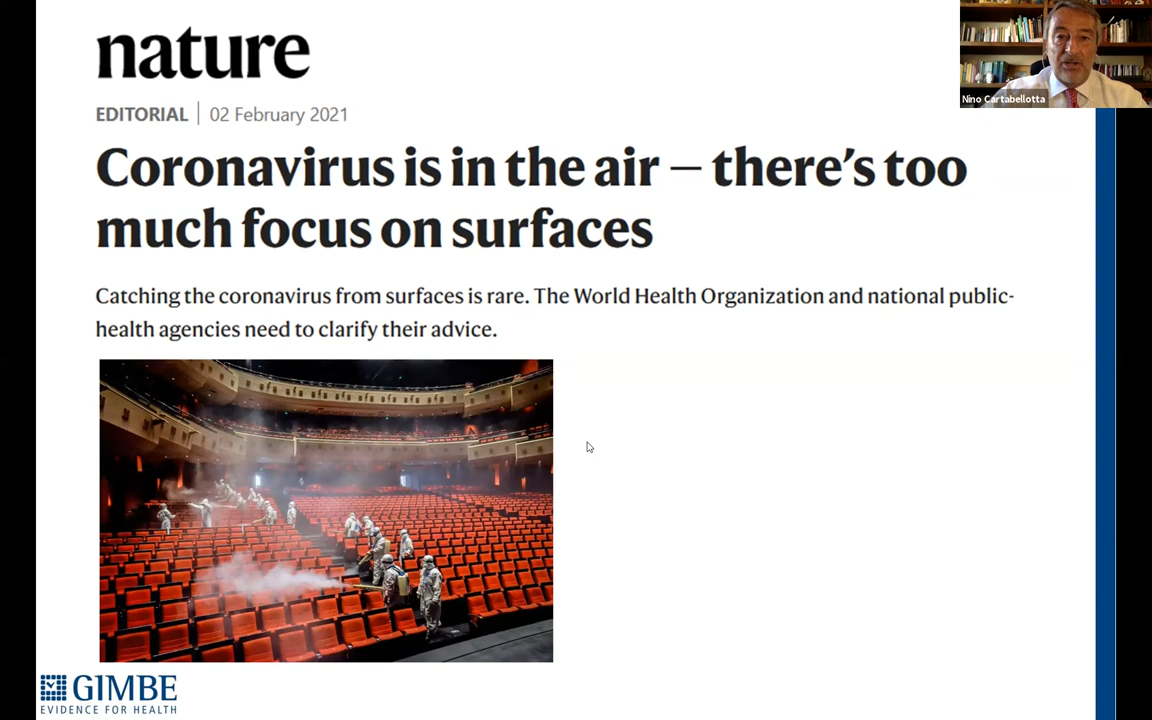 nature
EDITORIAL | 02 February 2021
Coronavirus is in the air — there’s too
much focus on surfaces
Catching the coronavirus from surfaces is rare. The World Health Organization and national public-
health agencies need to clarify their advice.
Nino Cartabellotta
GIMBE
EVIDENCE FOR HEALTH